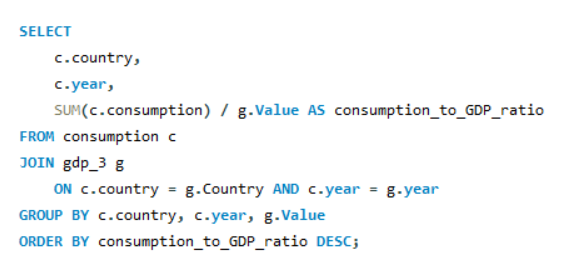 SELECT
    c.country,
    c.year,
    SUM(c.consumption) / g.Value AS consumption_to_GDP_ratio
FROM consumption c
JOIN gdp_3 g
    ON c.country = g.Country AND c.year = g.year
GROUP BY c.country, c.year, g.Value
ORDER BY consumption_to_GDP_ratio DESC;